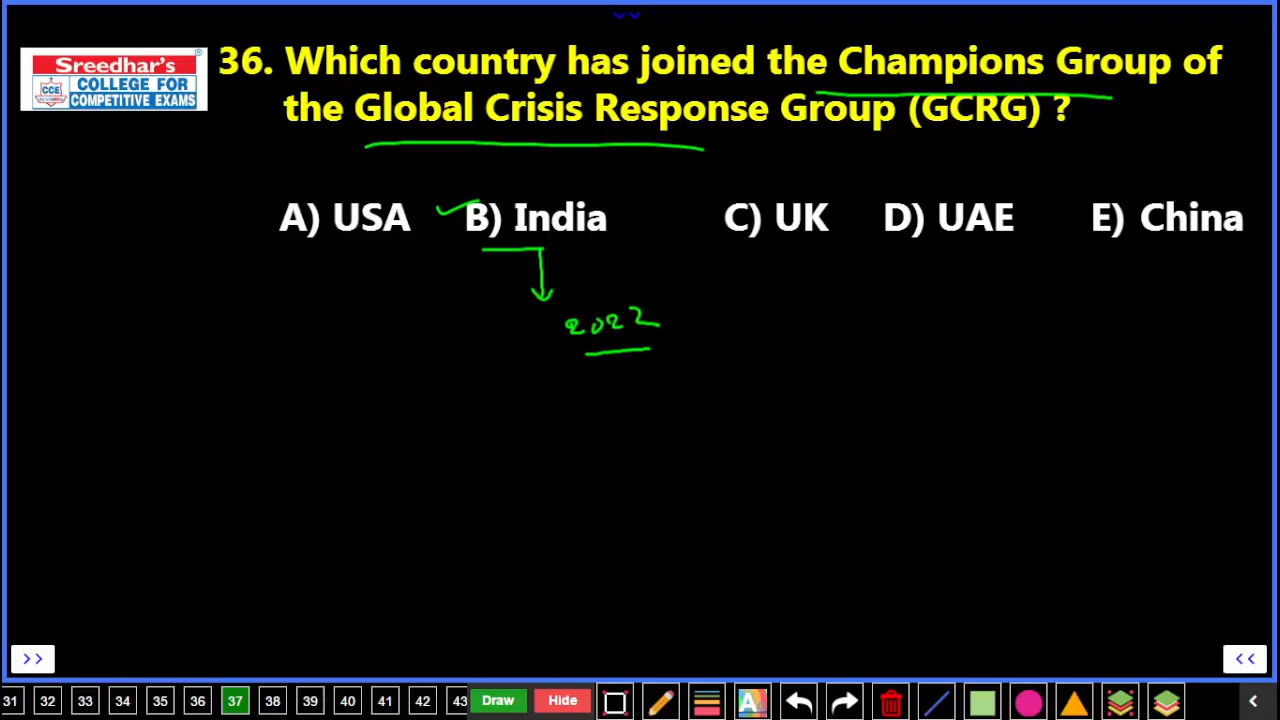 Sreedhar's
CCE
COLLEGE FOR
COMPETITIVE EXAMS
®
36. Which country has joined the Champions Group of
the Global Crisis Response Group (GCRG) ?
A) USA B) India C) UK D) UAE E) China
2022
>> <<
31 32 33 34 35 36 37 38 39 40 41 42 43 Draw Hide A <